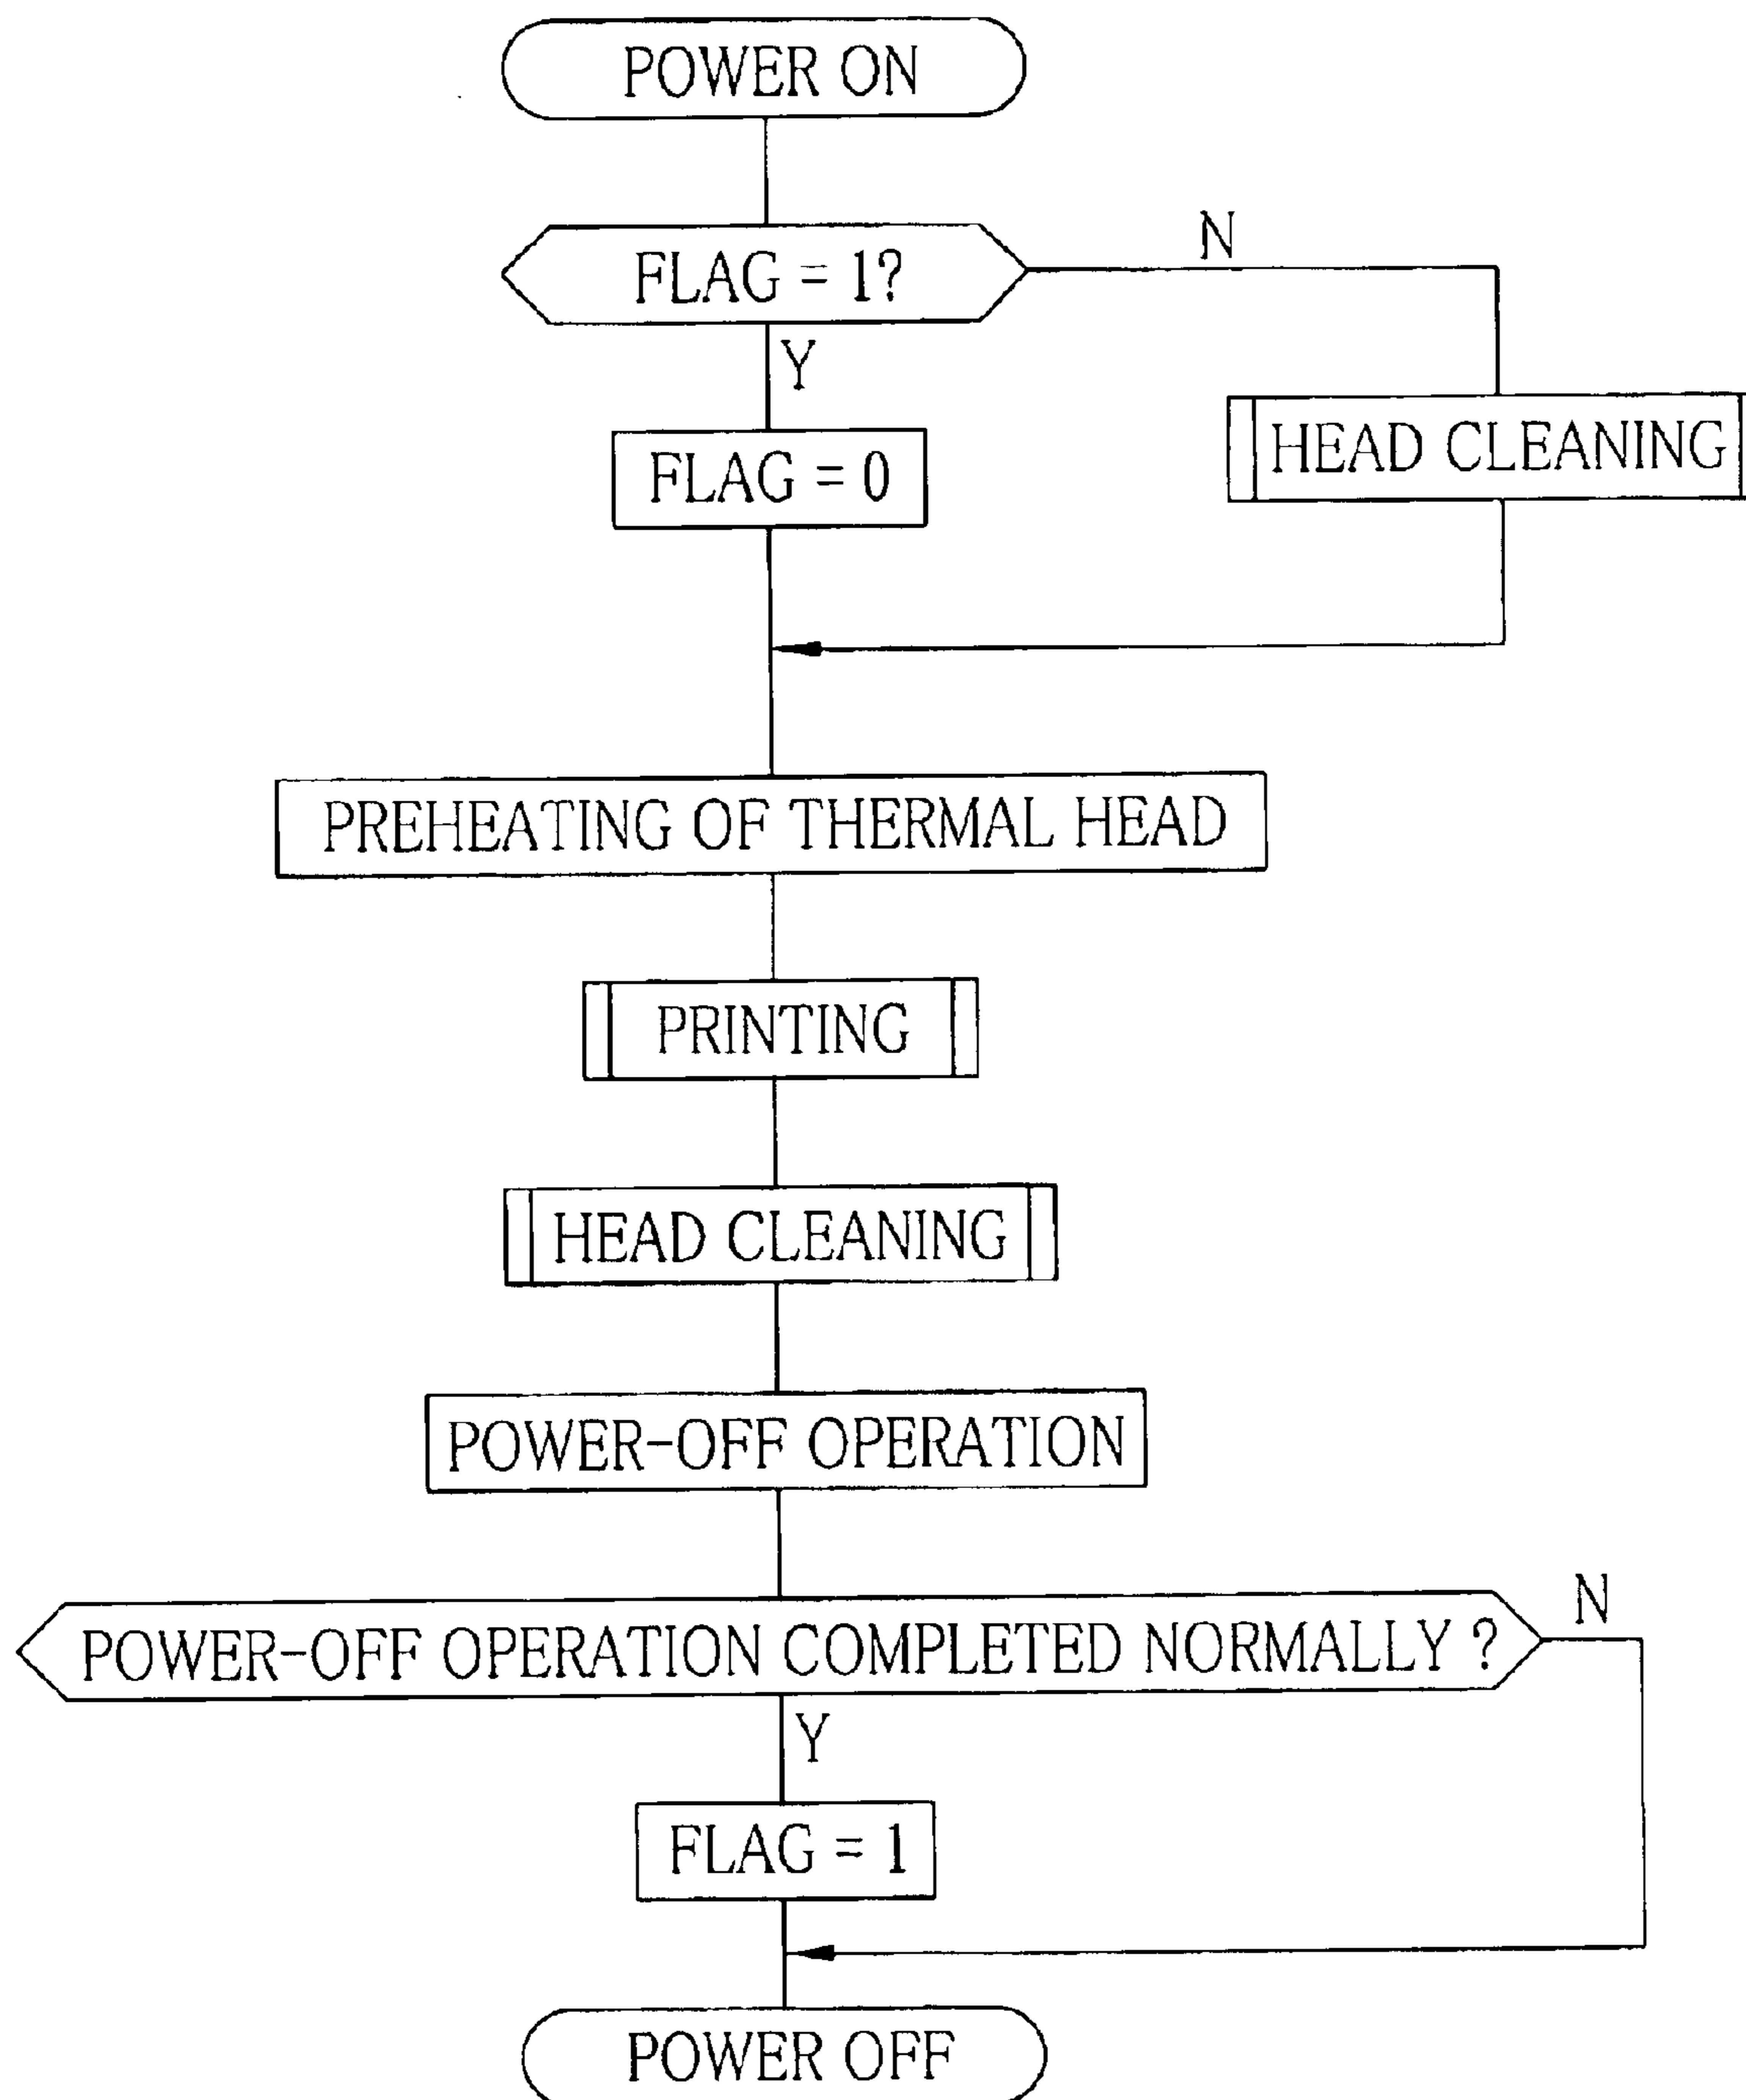 POWER ON
FLAG = 1?
N
Y
HEAD CLEANING
FLAG = 0
PREHEATING OF THERMAL HEAD
PRINTING
HEAD CLEANING
POWER-OFF OPERATION
POWER-OFF OPERATION COMPLETED NORMALLY ?
N
Y
FLAG = 1
POWER OFF